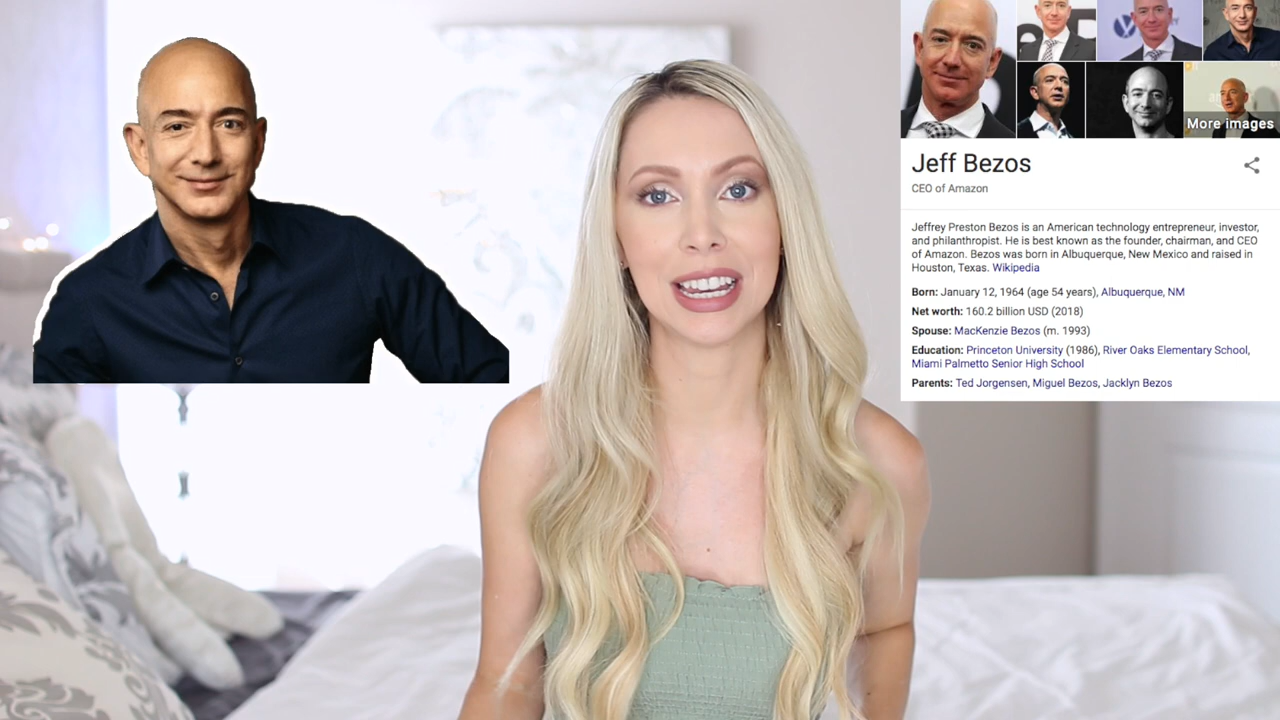 More images
Jeff Bezos
CEO of Amazon
Jeffrey Preston Bezos is an American technology entrepreneur, investor,
and philanthropist. He is best known as the founder, chairman, and CEO
of Amazon. Bezos was born in Albuquerque, New Mexico and raised in
Houston, Texas. Wikipedia
Born: January 12, 1964 (age 54 years), Albuquerque, NM
Net worth: 160.2 billion USD (2018)
Spouse: MacKenzie Bezos (m. 1993)
Education: Princeton University (1986), River Oaks Elementary School,
Miami Palmetto Senior High School
Parents: Ted Jorgensen, Miguel Bezos, Jacklyn Bezos